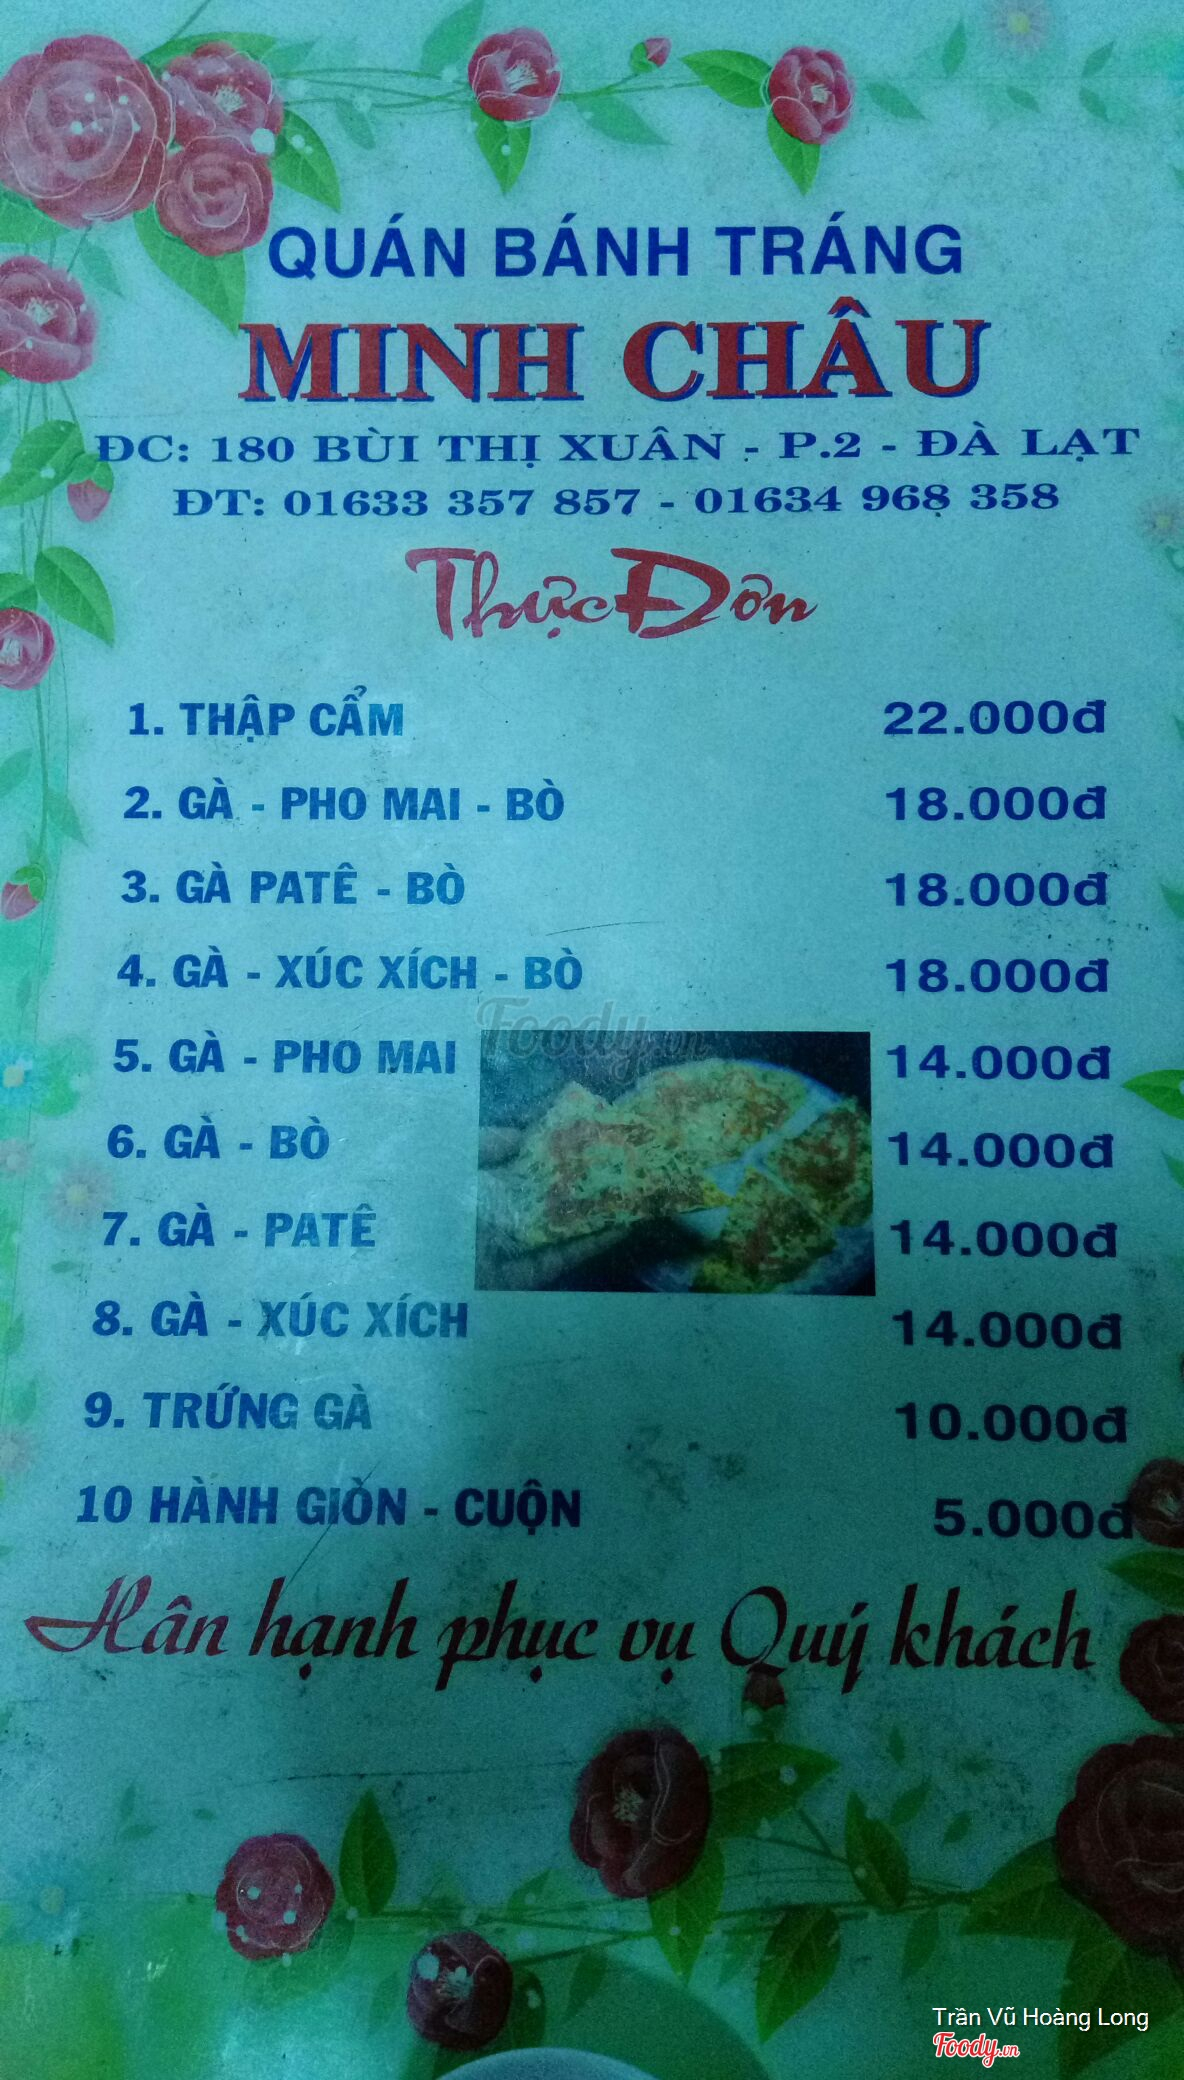 QUÁN BÁNH TRÁNG
MINH CHÂU
ĐC: 180 BÙI THỊ XUÂN - P.2 - ĐÀ LẠT
ĐT: 01633 357 857 - 01634 968 358
Thực Đơn
1. THẬP CẨM 22.000đ
2. GÀ - PHO MAI - BÒ 18.000đ
3. GÀ PATÊ - BÒ 18.000đ
4. GÀ - XÚC XÍCH - BÒ 18.000đ
Foody.vn
5. GÀ - PHO MAI 14.000đ
6. GÀ - BÒ 14.000đ
7. GÀ - PATÊ 14.000đ
8. GÀ - XÚC XÍCH 14.000đ
9. TRỨNG GÀ 10.000đ
10 HÀNH GIÒN - CUỘN 5.000đ
Hân hạnh phục vụ Quý khách
Trần Vũ Hoàng Long
Foody.vn